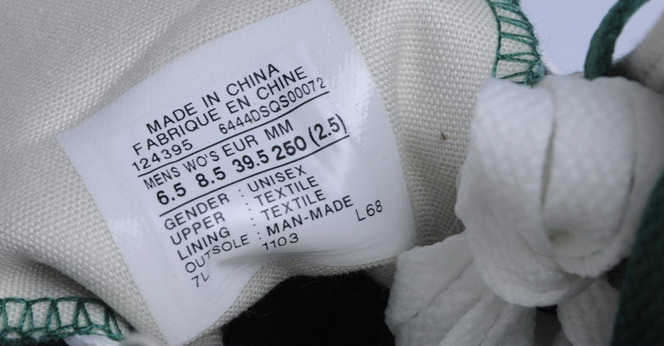 MADE IN CHINA
FABRIQUE EN CHINE
124395 6444DSQS00072
MENS WO'S EUR MM
6.5 8.5 39.5 250 (2.5)
GENDER : UNISEX
UPPER : TEXTILE
LINING : TEXTILE
OUTSOLE : MAN-MADE
7L 1103 L68